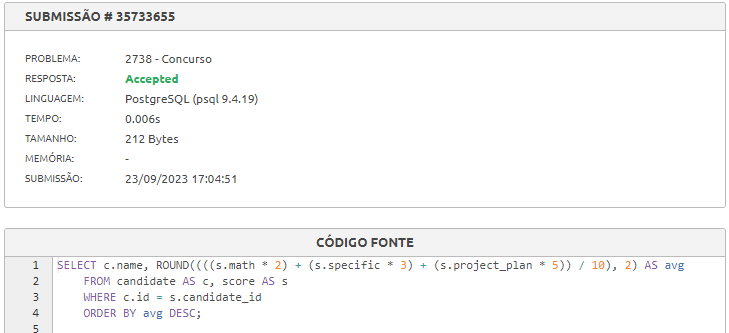 SUBMISSÃO # 35733655
PROBLEMA: 2738 - Concurso
RESPOSTA: Accepted
LINGUAGEM: PostgreSQL (psql 9.4.19)
TEMPO: 0.006s
TAMANHO: 212 Bytes
MEMÓRIA: -
SUBMISSÃO: 23/09/2023 17:04:51
CÓDIGO FONTE
1 SELECT c.name, ROUND((((s.math * 2) + (s.specific * 3) + (s.project_plan * 5)) / 10), 2) AS avg
2 FROM candidate AS c, score AS s
3 WHERE c.id = s.candidate_id
4 ORDER BY avg DESC;
5